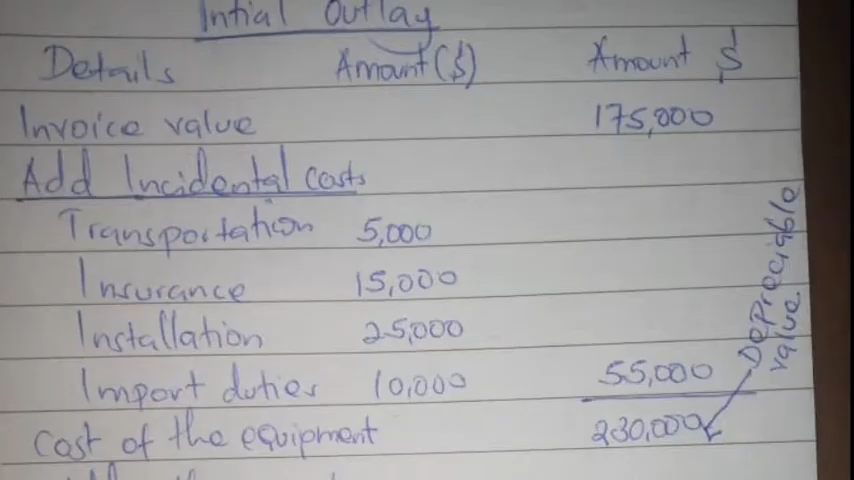 Intial Outlay
Details Amount ($) Amount $
Invoice value 175,000
Add Incidental costs
Transportation 5,000
Insurance 15,000
Installation 25,000
Import duties 10,000 55,000
Cost of the equipment 230,000
Depreciable
value